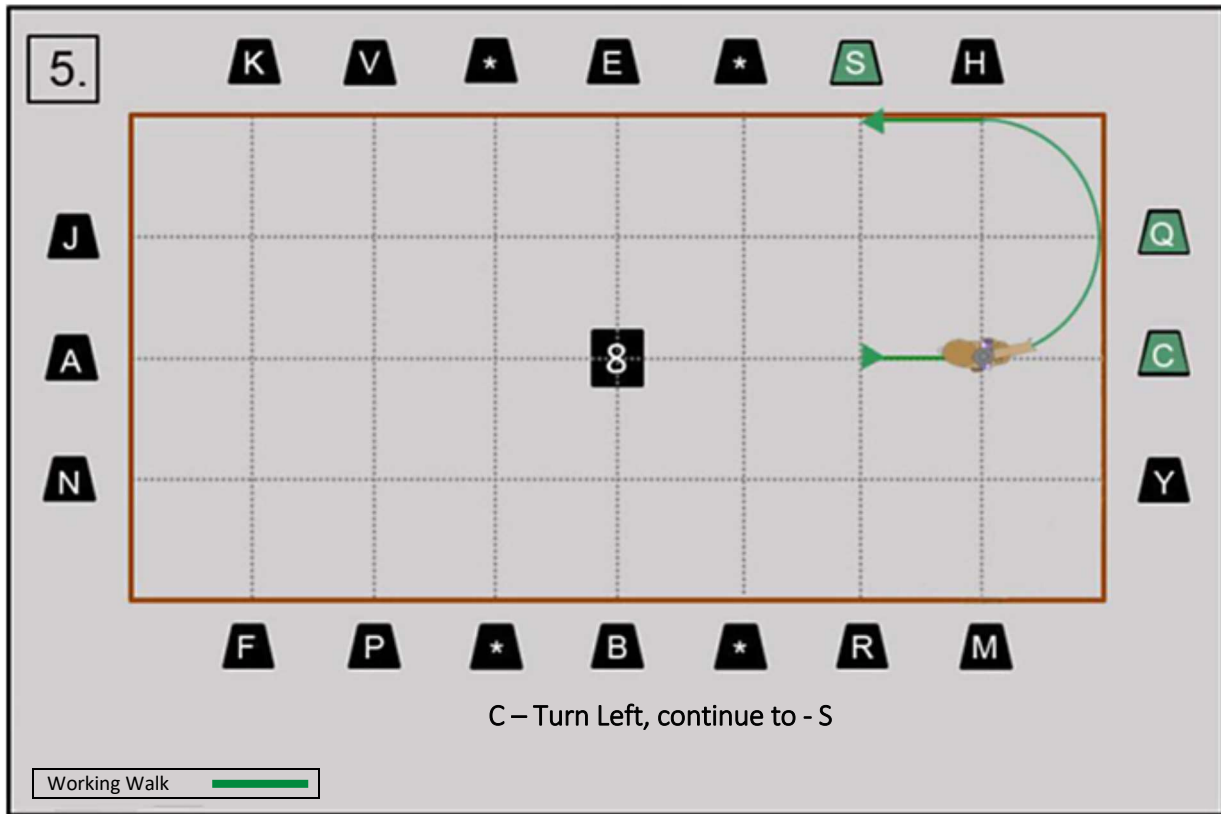 5.
K V * E * S H
J Q
A 8 C
N Y
F P * B * R M
C – Turn Left, continue to - S
Working Walk